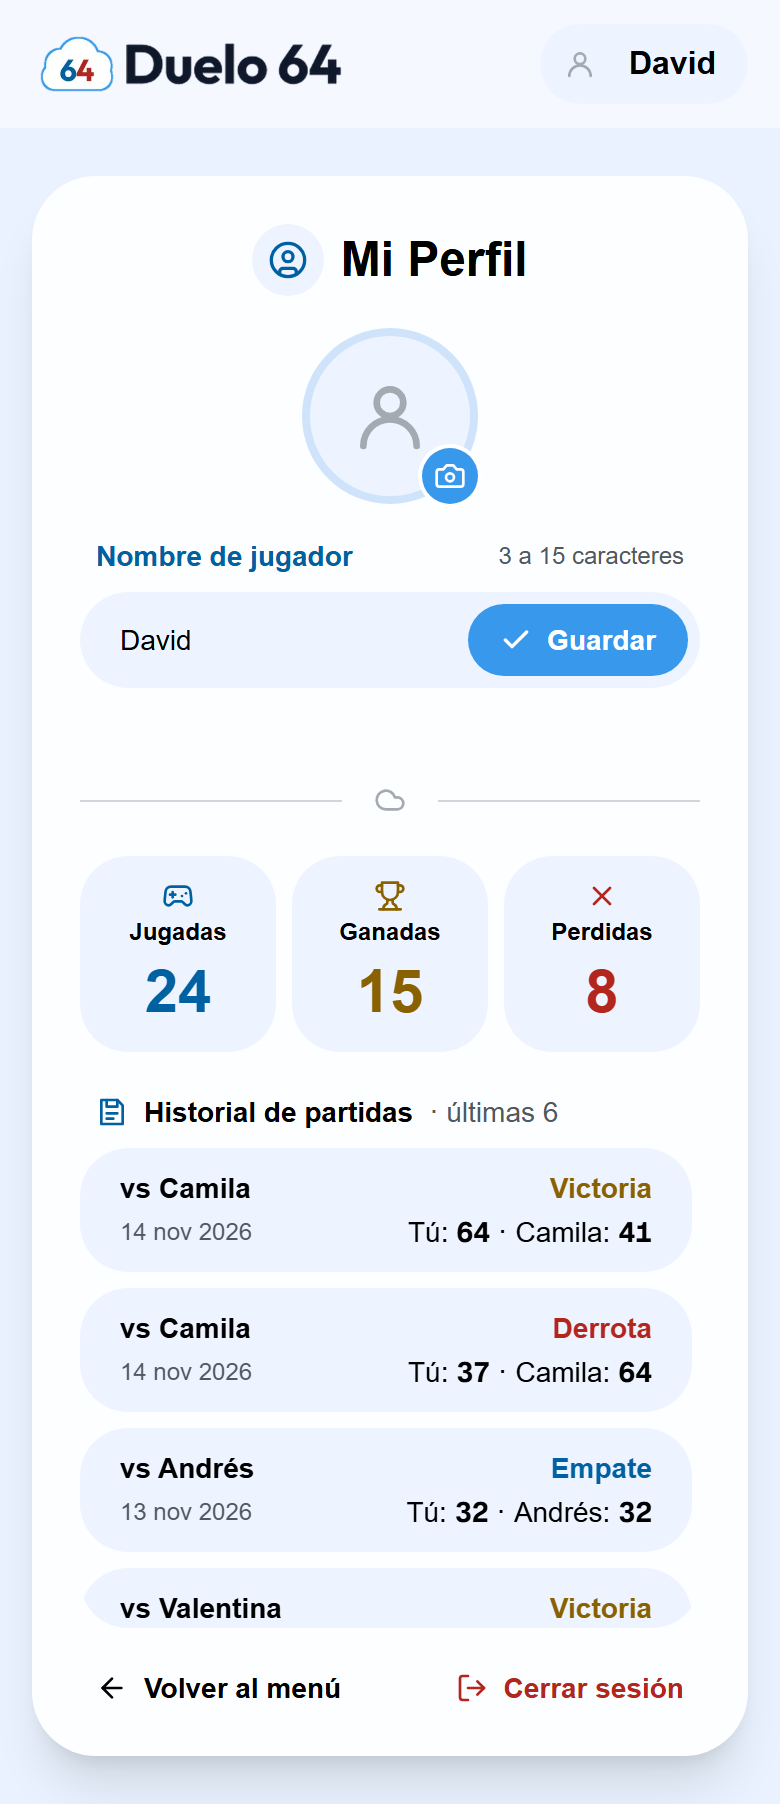 64 Duelo 64
David
Mi Perfil
Nombre de jugador
3 a 15 caracteres
David
Guardar
Jugadas
24
Ganadas
15
Perdidas
8
Historial de partidas · últimas 6
vs Camila
Victoria
14 nov 2026
Tú: 64 · Camila: 41
vs Camila
Derrota
14 nov 2026
Tú: 37 · Camila: 64
vs Andrés
Empate
13 nov 2026
Tú: 32 · Andrés: 32
vs Valentina
Victoria
Volver al menú
Cerrar sesión